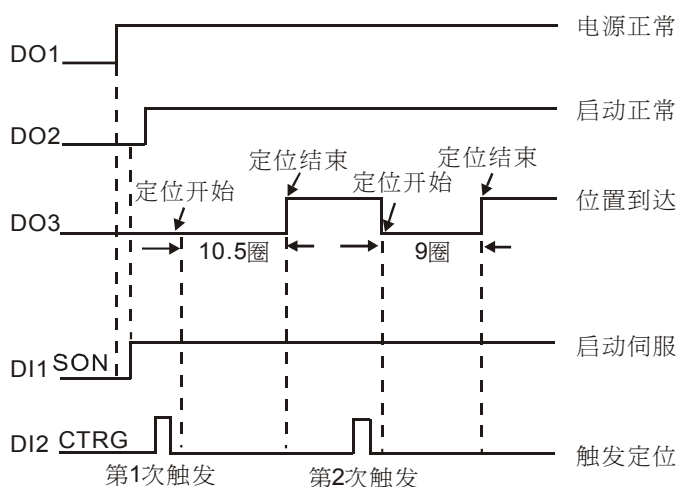 电源正常
DO1
启动正常
DO2
定位结束
定位结束
定位开始
定位开始
位置到达
DO3
10.5圈
9圈
启动伺服
DI1 SON
DI2 CTRG
触发定位
第1次触发
第2次触发